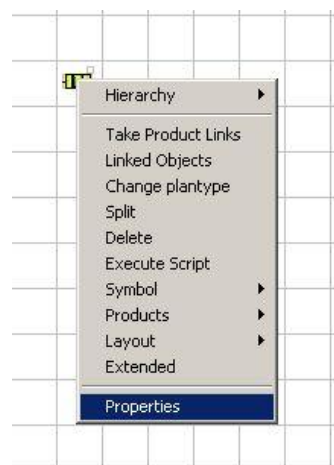 Hierarchy
Take Product Links
Linked Objects
Change plantype
Split
Delete
Execute Script
Symbol
Products
Layout
Extended
Properties